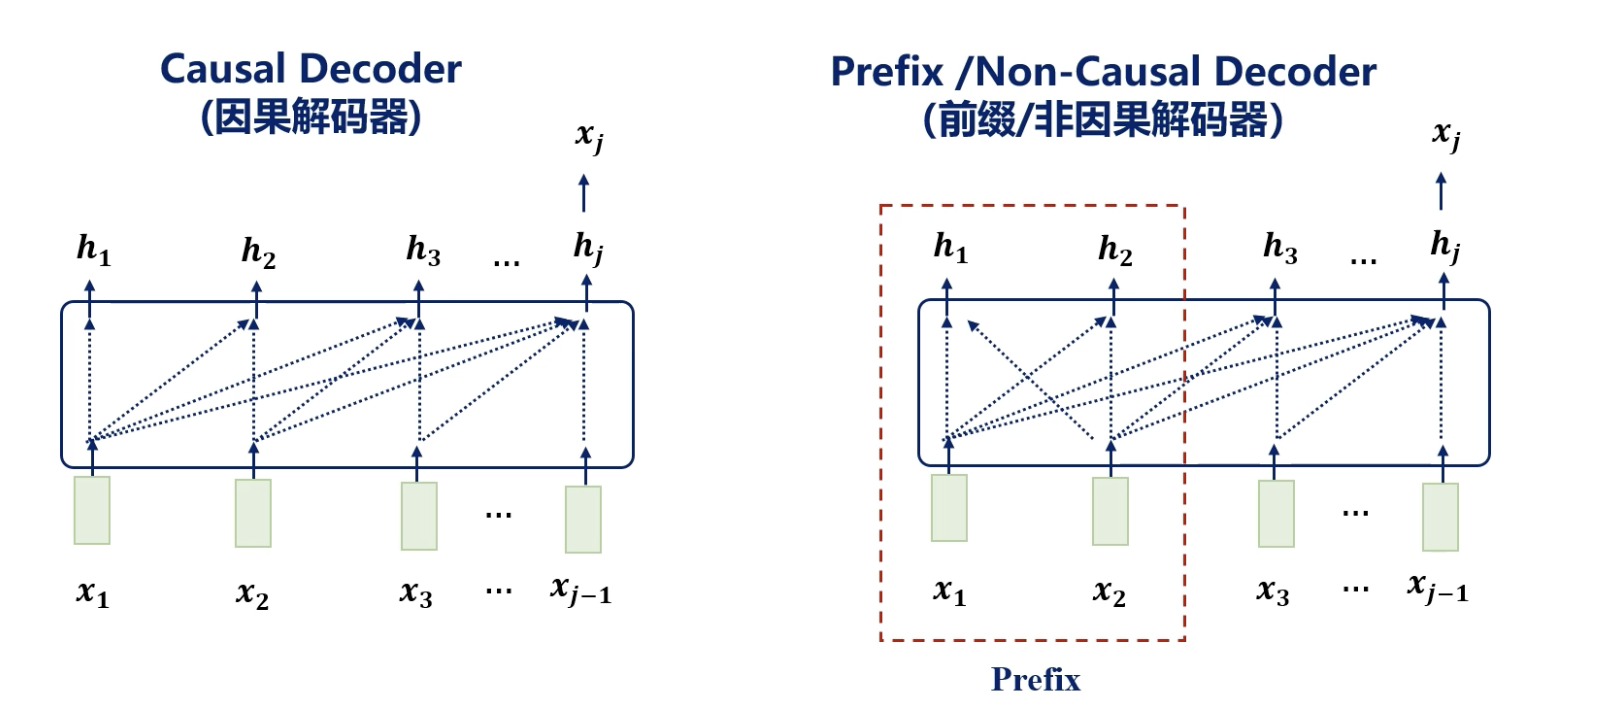 Causal Decoder
(因果解码器)
x_j
h_1 h_2 h_3 ... h_j
... 
x_1 x_2 x_3 ... x_{j−1}
Prefix /Non-Causal Decoder
(前缀/非因果解码器)
x_j
h_1 h_2 h_3 ... h_j
...
x_1 x_2 x_3 ... x_{j−1}
Prefix